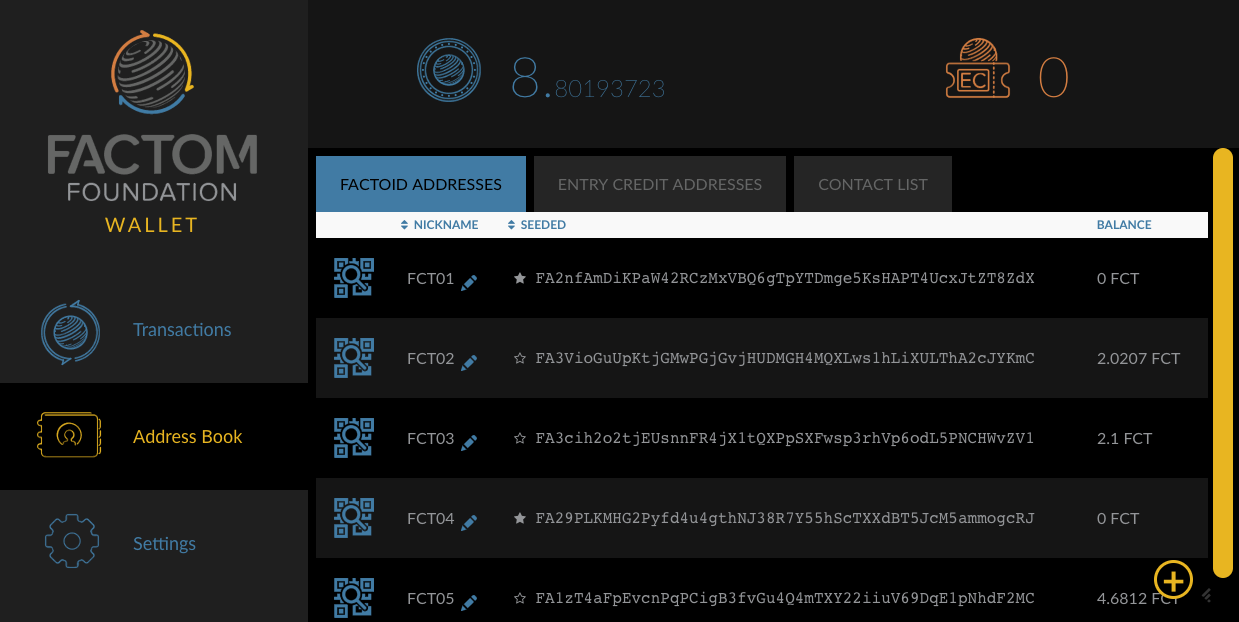 FACTOM
FOUNDATION
WALLET
8.80193723
EC 0
FACTOID ADDRESSES ENTRY CREDIT ADDRESSES CONTACT LIST
NICKNAME SEEDED BALANCE
FCT01 FA2nfAmDiKPaW42RCzMxVBQ6gTpYTDmge5KsHAPT4UcxJtZT8ZdX 0 FCT
Transactions
FCT02 FA3VioGuUpKtjGMwPGjGvjHUDMGH4MQXLws1hLiXULThA2cJYKmC 2.0207 FCT
Address Book
FCT03 FA3cih2o2tjEUsnnFR4jX1tQXPpSXFwsp3rhVp6odL5PNCHWvZV1 2.1 FCT
FCT04 FA29PLKMHG2Pyfd4u4gthNJ38R7Y55hScTXXdBT5JcM5ammogcRJ 0 FCT
Settings
FCT05 FA1zT4aFpEvcnPqPCigB3fvGu4Q4mTXY22iiuV69DqE1pNhdF2MC 4.6812 FCT